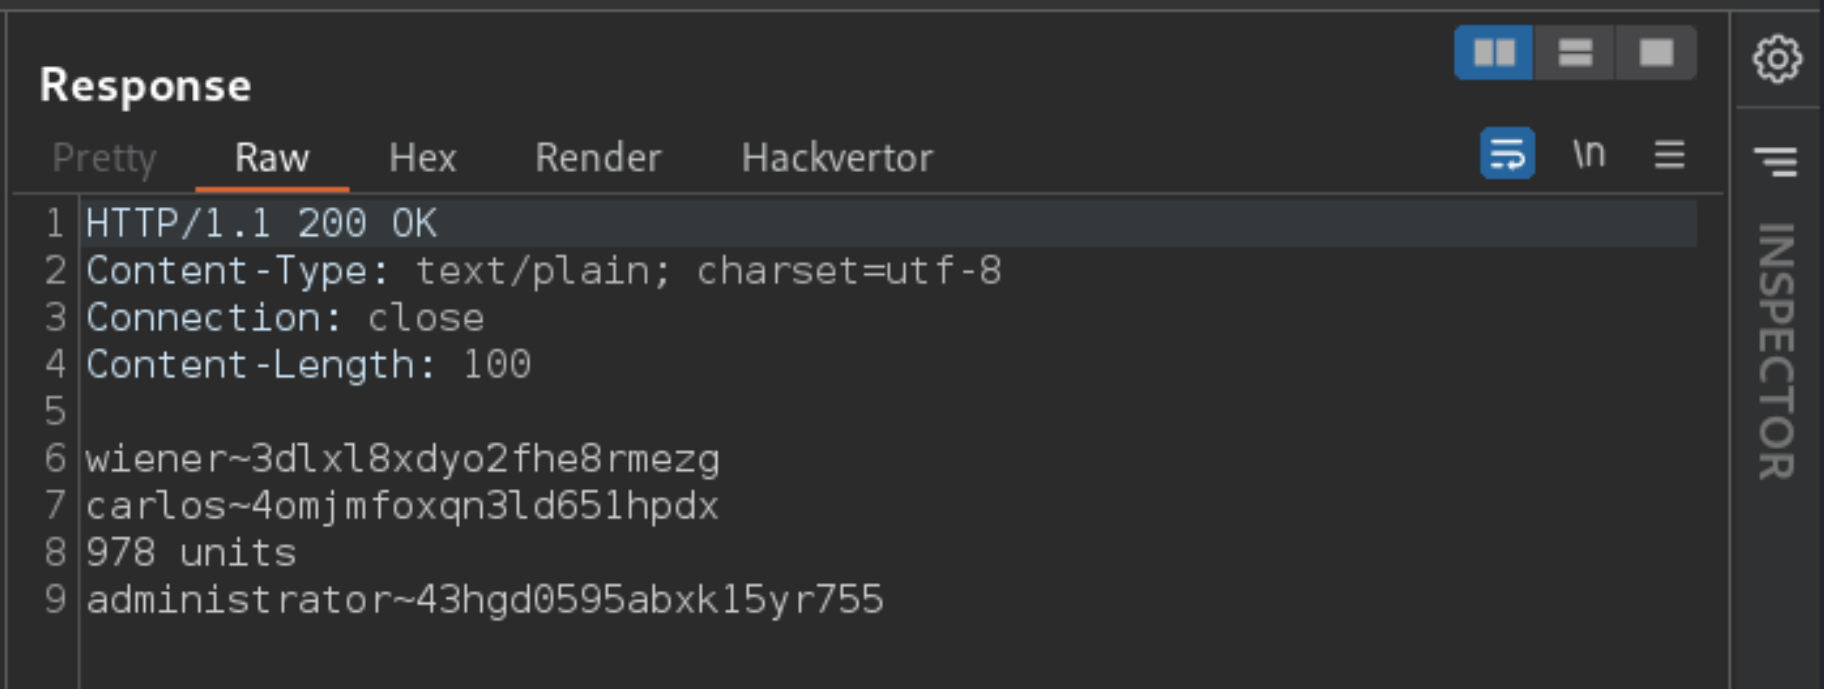 Response
Pretty Raw Hex Render Hackvertor
\n
1 HTTP/1.1 200 OK
2 Content-Type: text/plain; charset=utf-8
3 Connection: close
4 Content-Length: 100
5
6 wiener~3dlxl8xdyo2fhe8rmezg
7 carlos~4omjmfoxqn3ld651hpdx
8 978 units
9 administrator~43hgd0595abxk15yr755
INSPECTOR